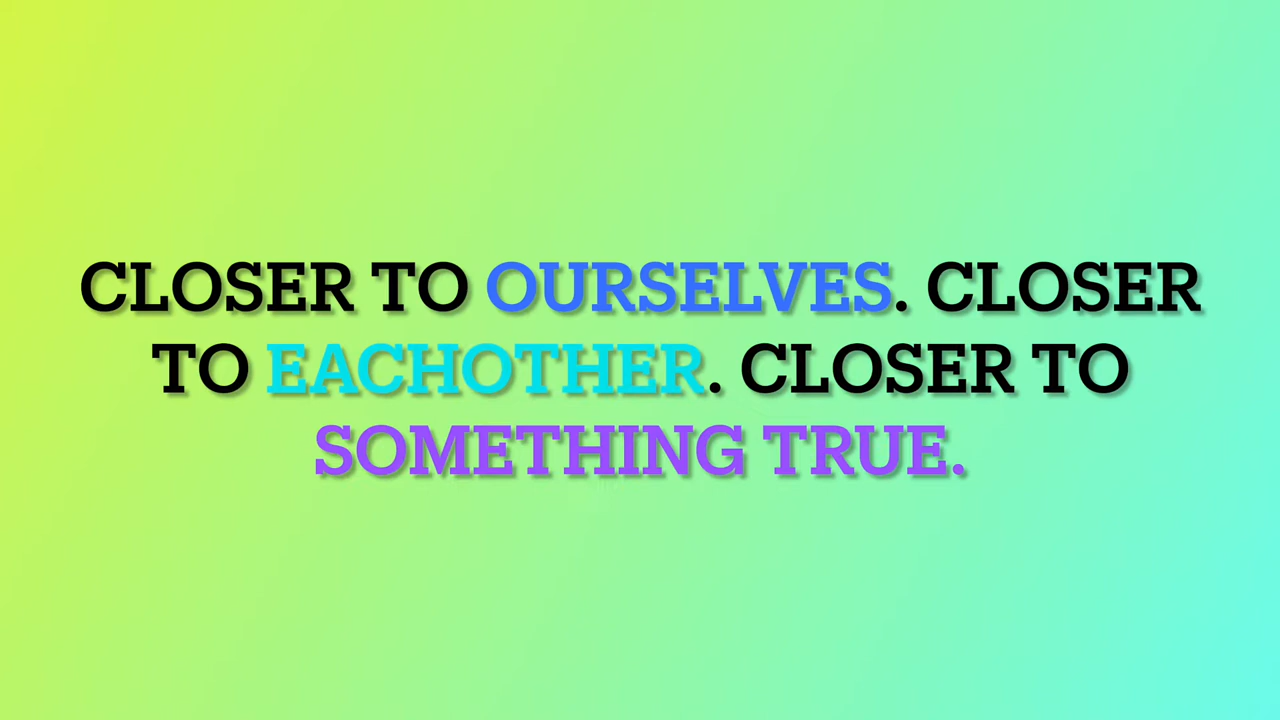 CLOSER TO OURSELVES. CLOSER
TO EACHOTHER. CLOSER TO
SOMETHING TRUE.